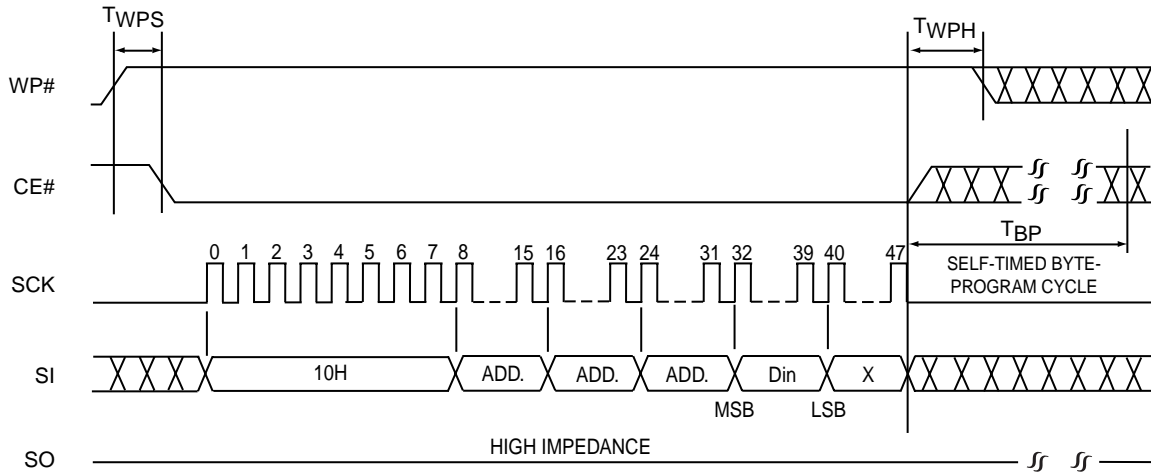 TWPS
TWPH
WP#
CE#
TBP
0 1 2 3 4 5 6 7 8 15 16 23 24 31 32 39 40 47
SELF-TIMED BYTE-
PROGRAM CYCLE
SCK
SI
10H ADD. ADD. ADD. Din X
MSB LSB
HIGH IMPEDANCE
SO